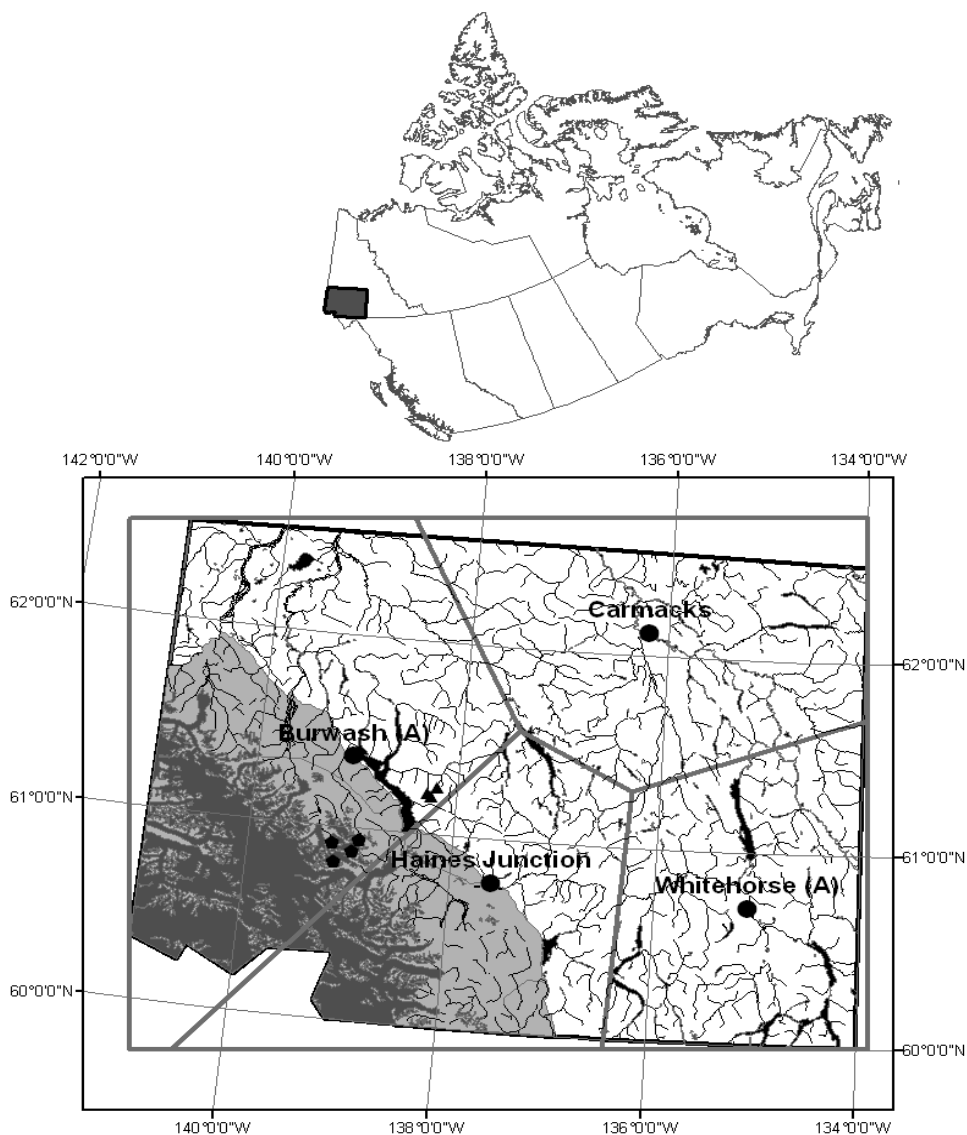 142°0'0"W 140°0'0"W 138°0'0"W 136°0'0"W 134°0'0"W
62°0'0"N
Carmacks
62°0'0"N
Burwash (A)
61°0'0"N
Haines Junction
61°0'0"N
Whitehorse (A)
60°0'0"N
60°0'0"N
140°0'0"W 138°0'0"W 136°0'0"W 134°0'0"W